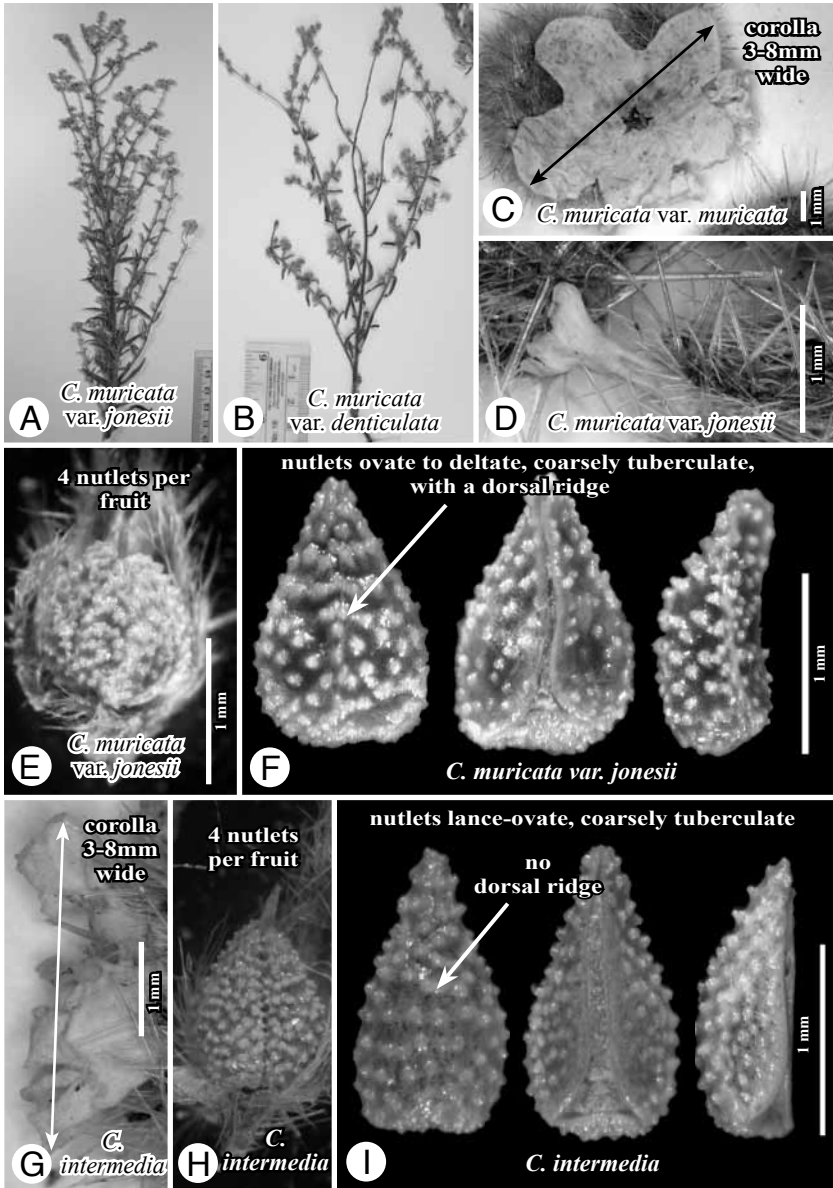 C. muricata
var. jonesii
A
C. muricata
var. denticulata
B
corolla
3-8mm
wide
1 mm
C
C. muricata var. muricata
1 mm
D
C. muricata var. jonesii
4 nutlets per
fruit
1 mm
E
C. muricata
var. jonesii
nutlets ovate to deltate, coarsely tuberculate,
with a dorsal ridge
1 mm
F
C. muricata var. jonesii
corolla
3-8mm
wide
1 mm
G
C.
intermedia
4 nutlets
per fruit
H
C.
intermedia
nutlets lance-ovate, coarsely tuberculate
no
dorsal ridge
1 mm
I
C. intermedia